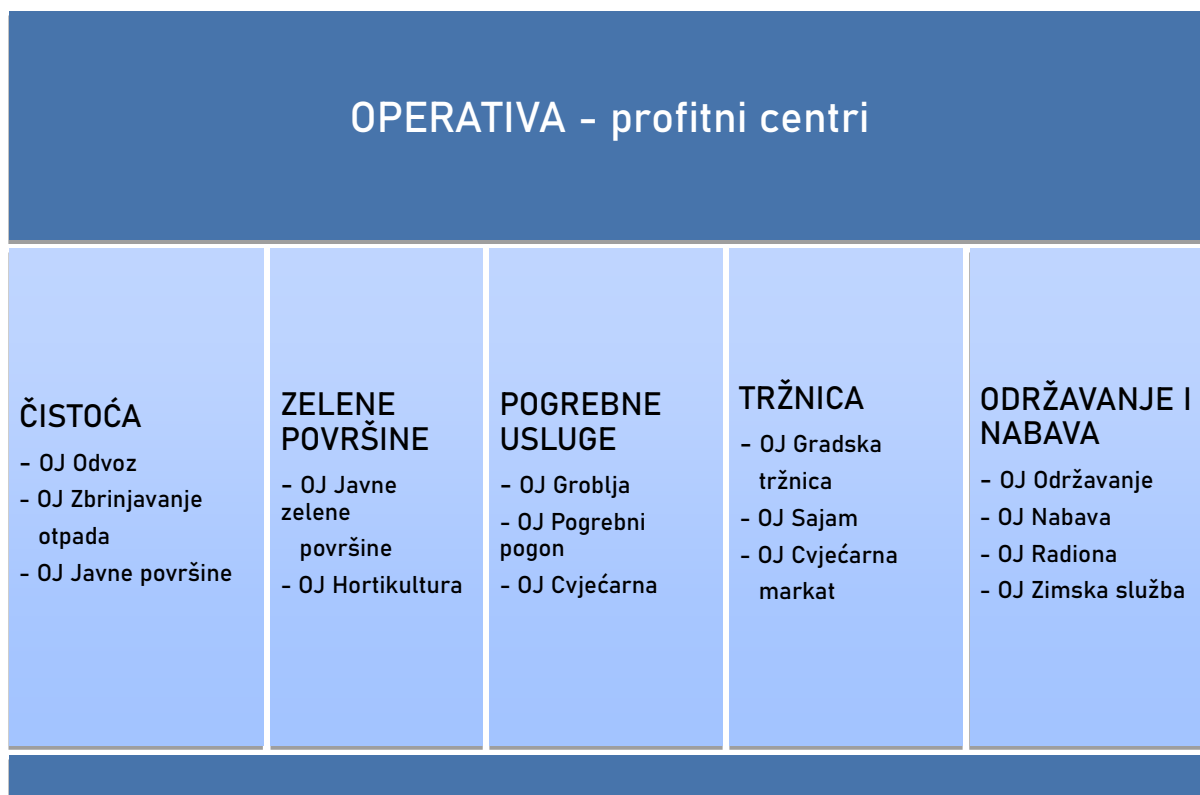 OPERATIVA - profitni centri
ČISTOĆA
- OJ Odvoz
- OJ Zbrinjavanje
otpada
- OJ Javne površine
ZELENE
POVRŠINE
- OJ Javne
zelene
površine
- OJ Hortikultura
POGREBNE
USLUGE
- OJ Groblja
- OJ Pogrebni
pogon
- OJ Cvjećarna
TRŽNICA
- OJ Gradska
tržnica
- OJ Sajam
- OJ Cvjećarna
markat
ODRŽAVANJE I
NABAVA
- OJ Održavanje
- OJ Nabava
- OJ Radiona
- OJ Zimska služba